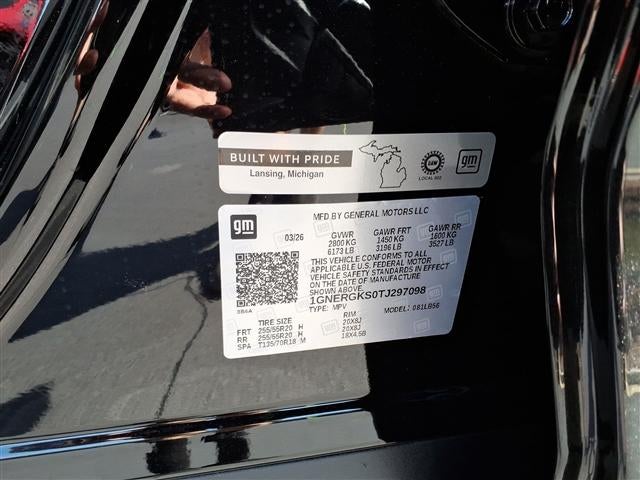 BUILT WITH PRIDE
Lansing, Michigan
UAW
LOCAL 602
gm
gm
MFD BY GENERAL MOTORS LLC
03/26 GVWR GAWR FRT GAWR RR
2800 KG 1450 KG 1600 KG
6173 LB 3196 LB 3527 LB
THIS VEHICLE CONFORMS TO ALL
APPLICABLE U.S. FEDERAL MOTOR
VEHICLE SAFETY STANDARDS IN EFFECT
ON THE DATE OF MANUFACTURE
SHOWN ABOVE.
1GNERGKS0TJ297098
TYPE: MPV MODEL: 081LB56
TIRE SIZE RIM
FRT 255/55R20 H 20X8J
RR 255/55R20 H 20X8J
SPA T135/70R18 M 18X4.5B